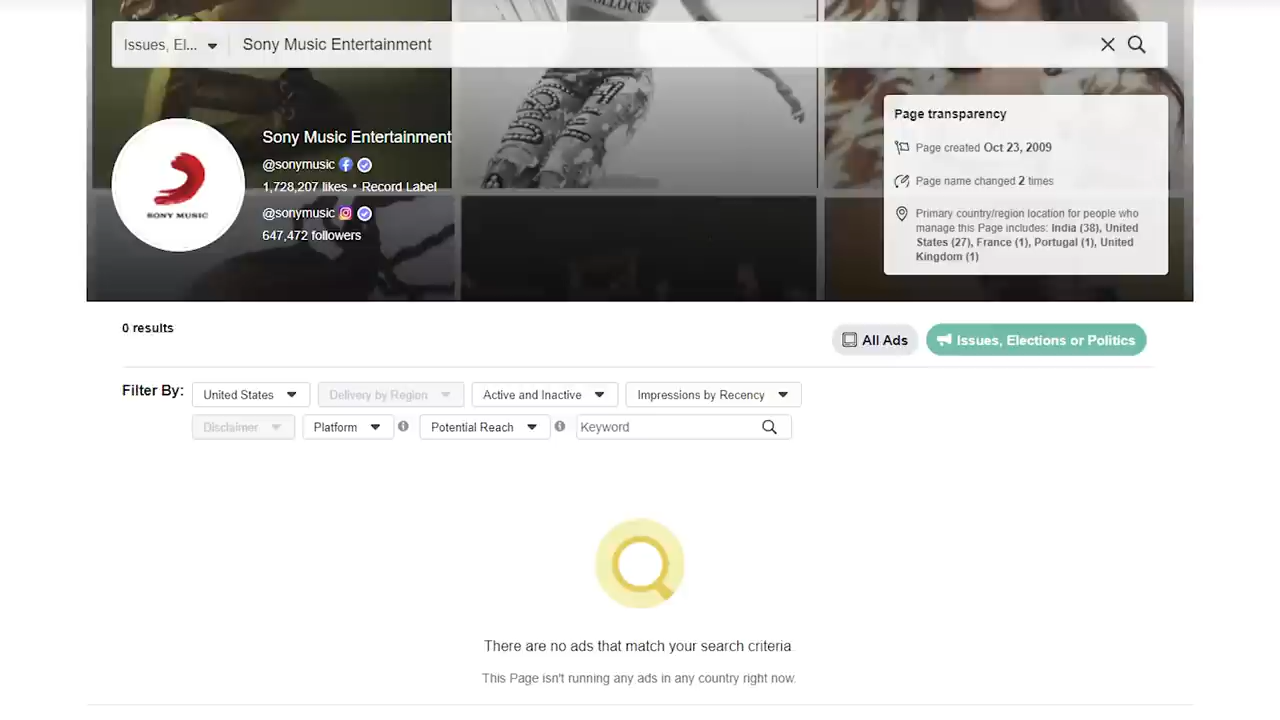 OLLOCKS
Issues, El...
Sony Music Entertainment
Page transparency
Page created Oct 23, 2009
Page name changed 2 times
Primary country/region location for people who
manage this Page includes: India (38), United
States (27), France (1), Portugal (1), United
Kingdom (1)
SONY MUSIC
Sony Music Entertainment
@sonymusic
1,728,207 likes • Record Label
@sonymusic
647,472 followers
0 results
All Ads
Issues, Elections or Politics
Filter By:
United States
Delivery by Region
Active and Inactive
Impressions by Recency
Disclaimer
Platform
Potential Reach
Keyword
There are no ads that match your search criteria.
This Page isn't running any ads in any country right now.